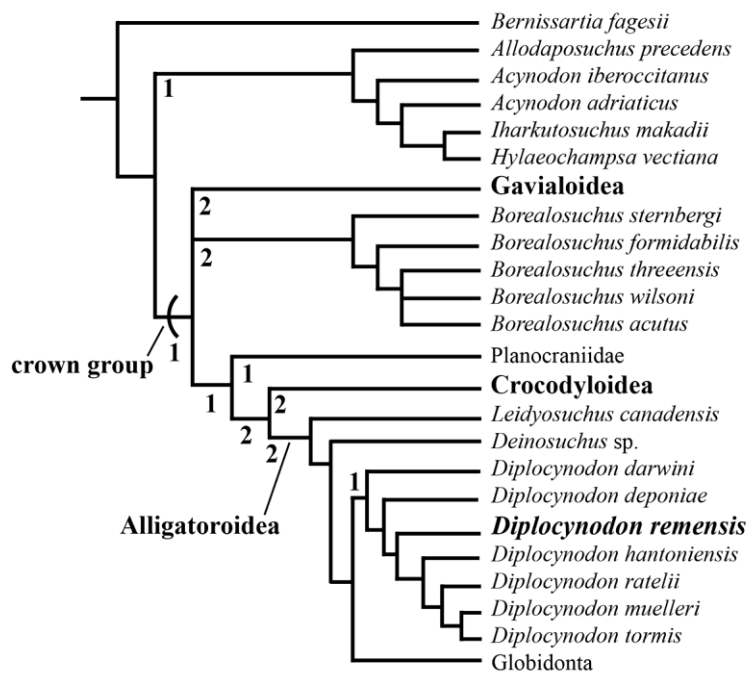 Bernissartia fagesii
Allodaposuchus precedens
1
Acynodon iberoccitanus
Acynodon adriaticus
Iharkutosuchus makadii
Hylaeochampsa vectiana
Gavialoidea
2
Borealosuchus sternbergi
2
Borealosuchus formidabilis
Borealosuchus threeensis
Borealosuchus wilsoni
Borealosuchus acutus
crown group
1
Planocraniidae
1
Crocodyloidea
1
2
Leidyosuchus canadensis
2
2
Deinosuchus sp.
Diplocynodon darwini
1
Diplocynodon deponiae
Alligatoroidea
Diplocynodon remensis
Diplocynodon hantoniensis
Diplocynodon ratelii
Diplocynodon muelleri
Diplocynodon tormis
Globidonta